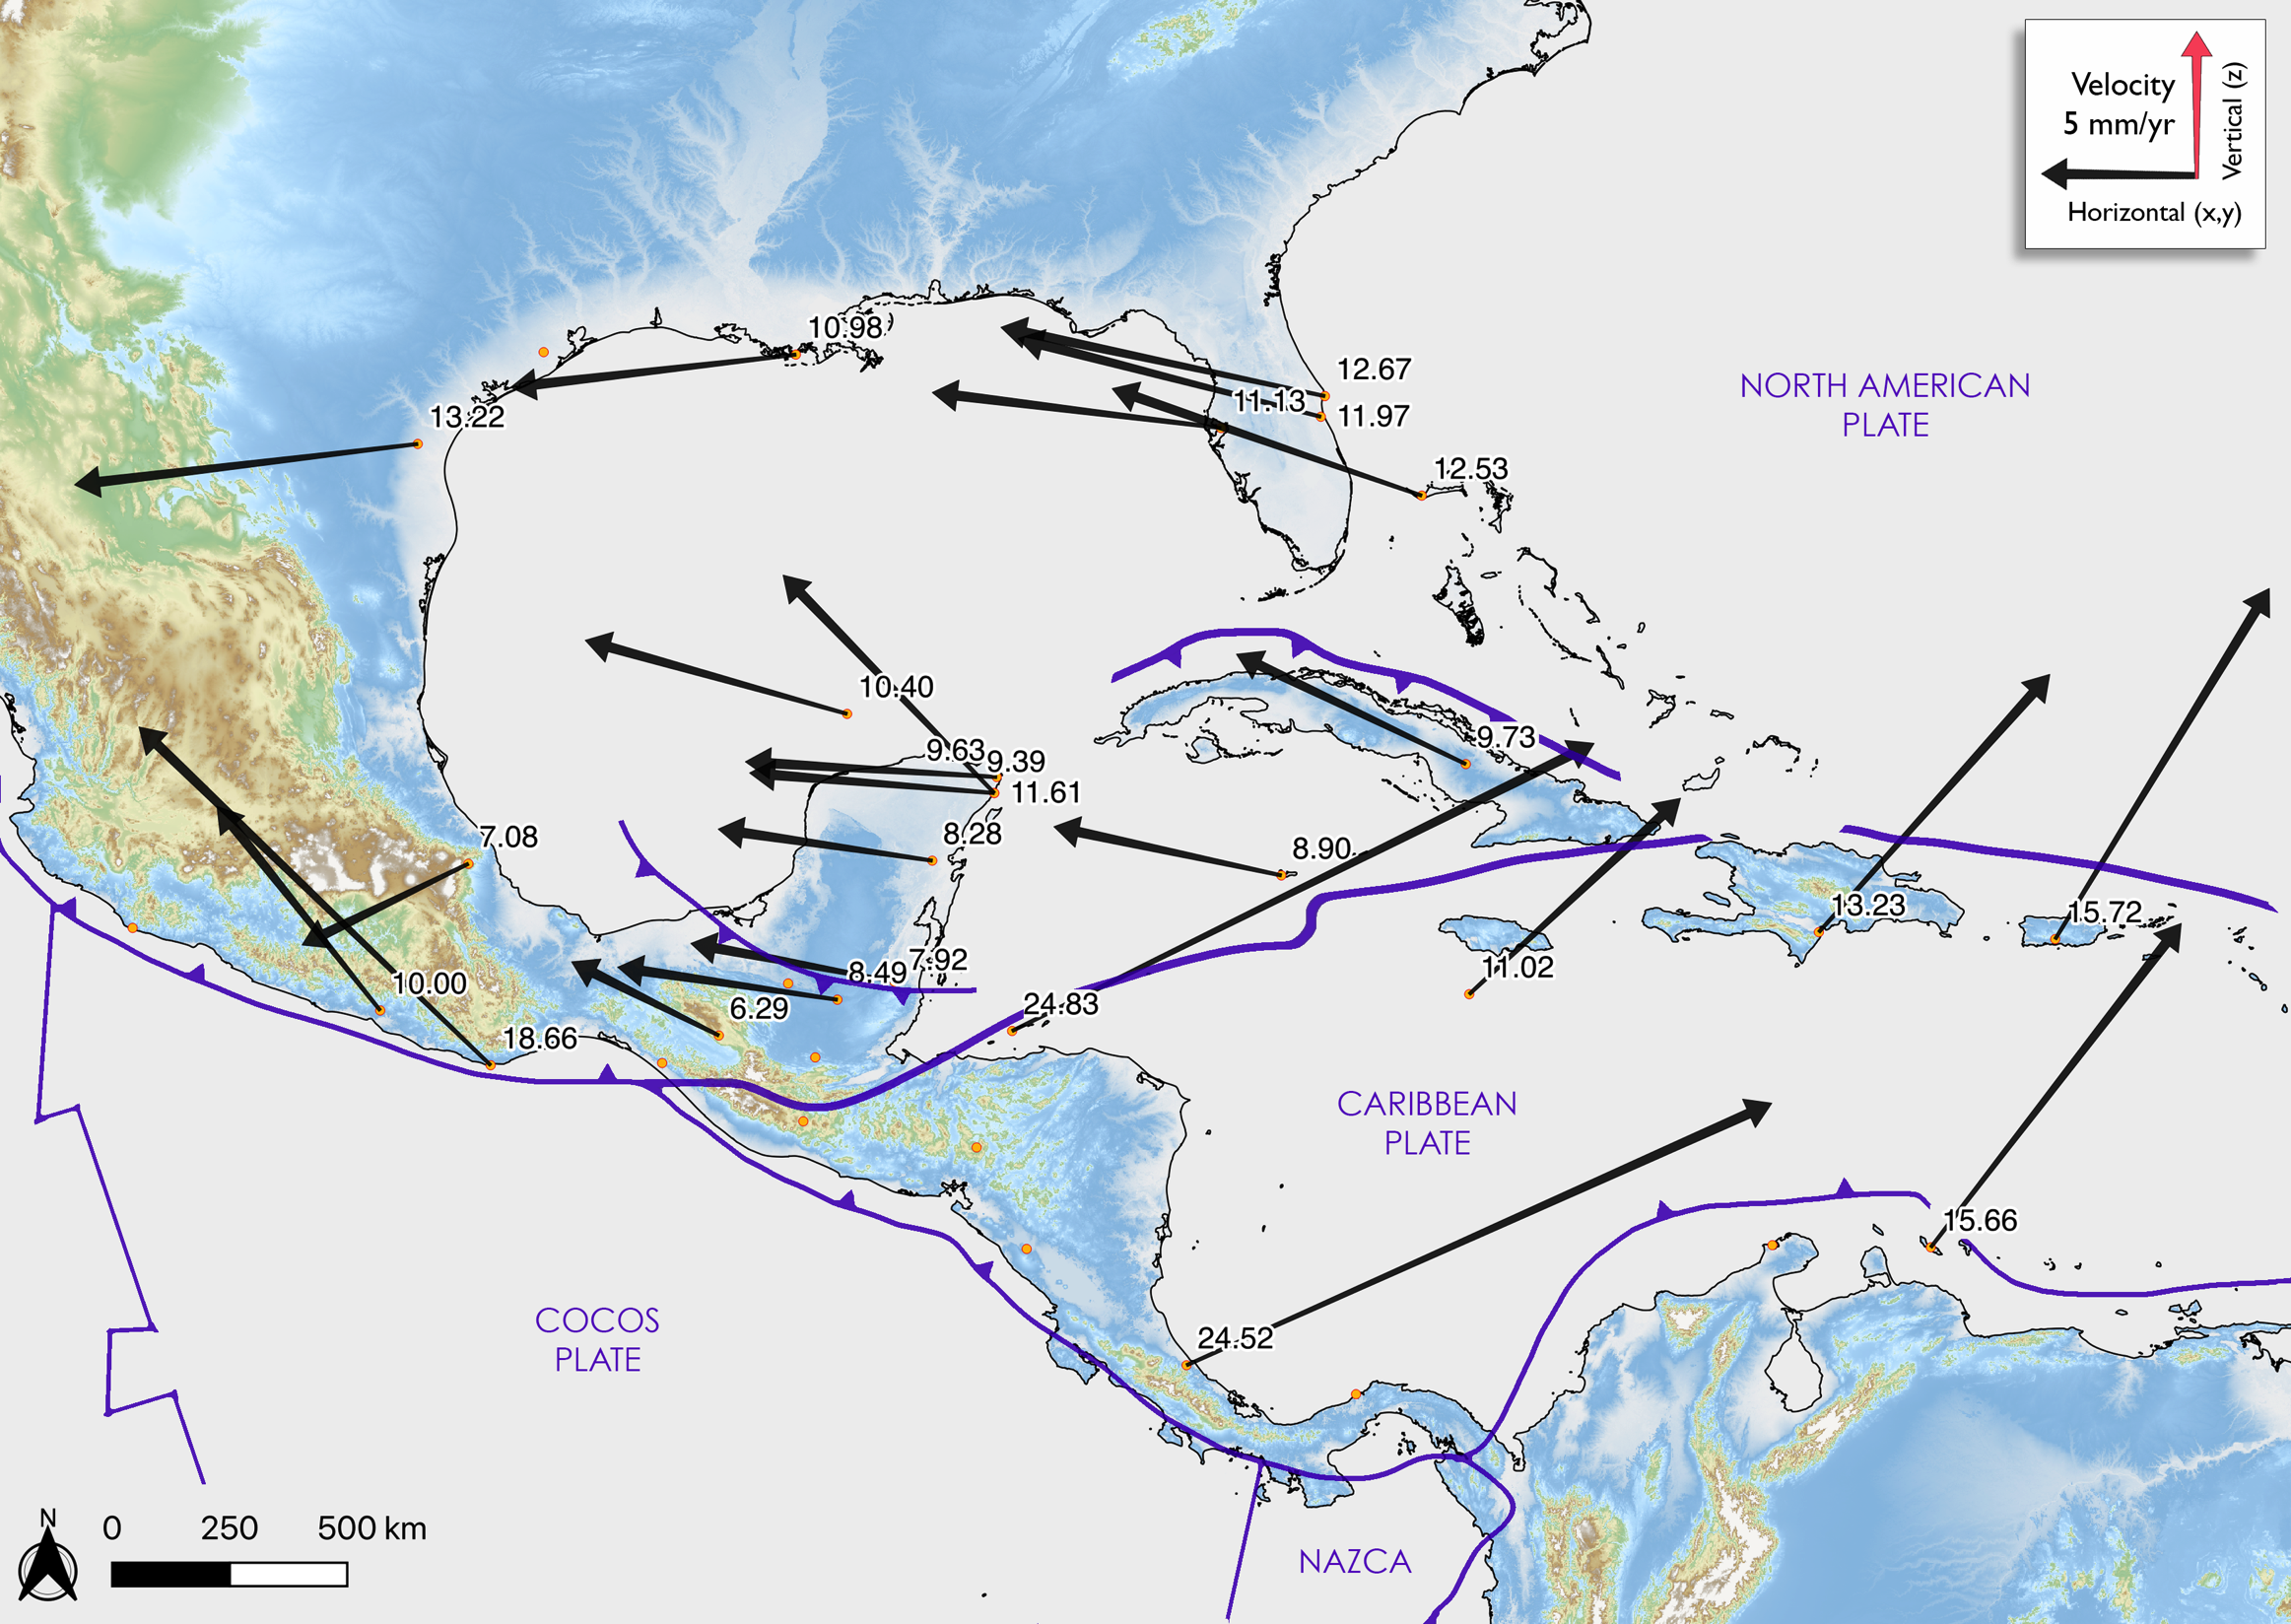 Velocity
5 mm/yr
Vertical (z)
Horizontal (x,y)
10.98
12.67
11.13
11.97
13.22
12.53
NORTH AMERICAN
PLATE
10.40
9.63
9.39
9.73
11.61
7.08
8.28
8.90
13.23
15.72
7.92
8.49
11.02
10.00
6.29
24.83
18.66
CARIBBEAN
PLATE
15.66
COCOS
PLATE
24.52
N
0 250 500 km
NAZCA